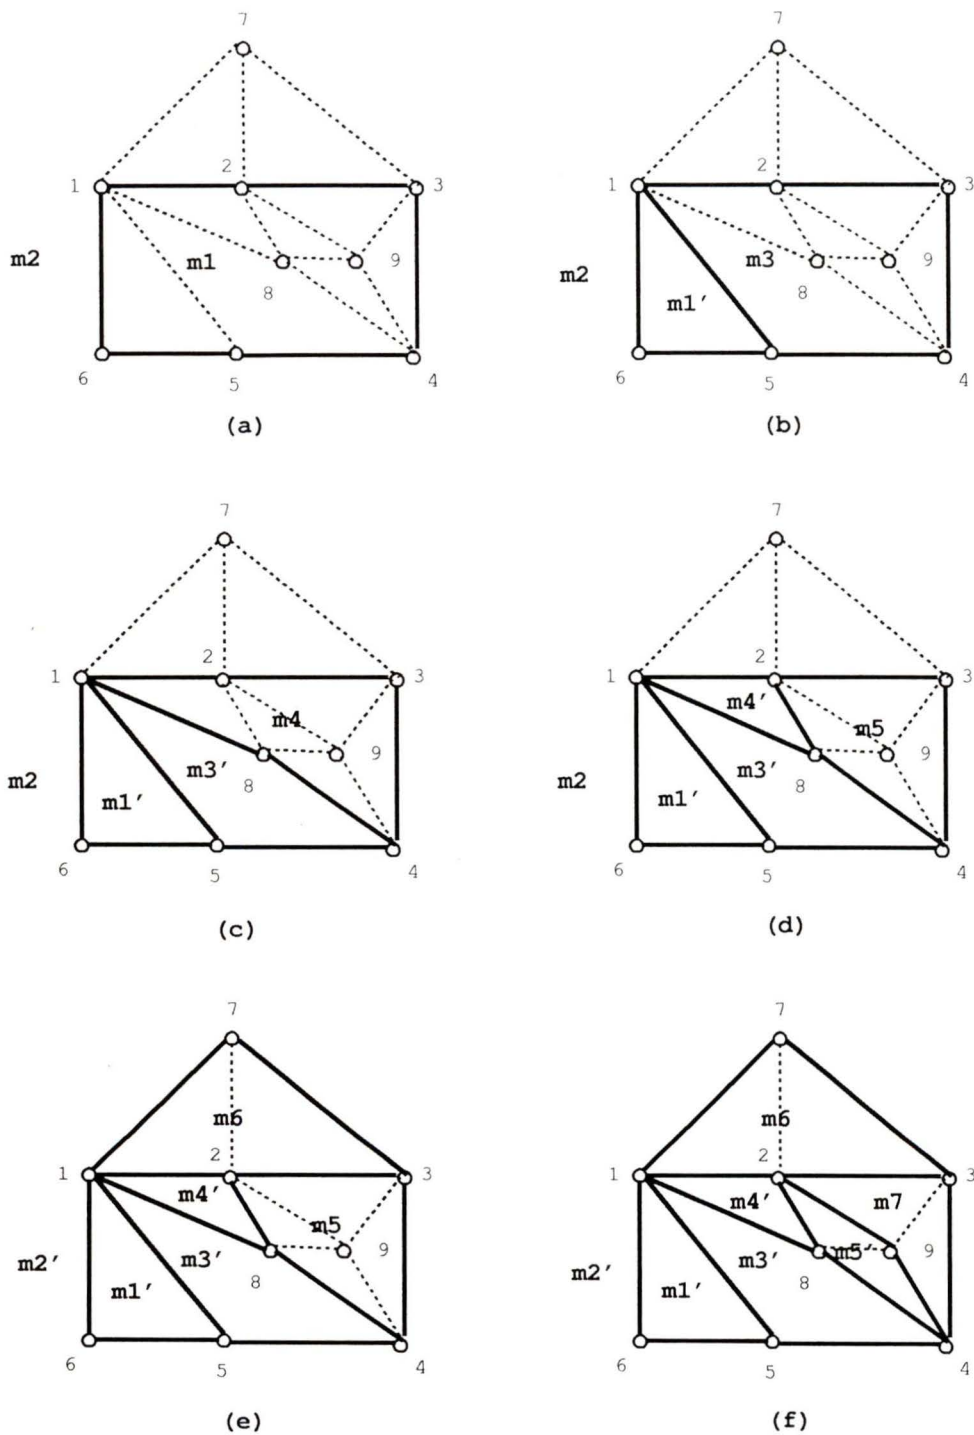 7 7
2 2
1 3 1 3
m2 m1 9 m2 m3 9
8 m1′ 8
6 5 4 6 5 4
(a) (b)
7 7
2 2
1 3 1 3
m4 m4′ m5
m2 m3′ 9 m2 m3′ 9
m1′ 8 m1′ 8
6 5 4 6 5 4
(c) (d)
7 7
m6 m6
2 2
1 3 1 3
m4′ m5 m4′ m7
m2′ m3′ 9 m2′ m3′ m5′ 9
m1′ 8 m1′ 8
6 5 4 6 5 4
(e) (f)